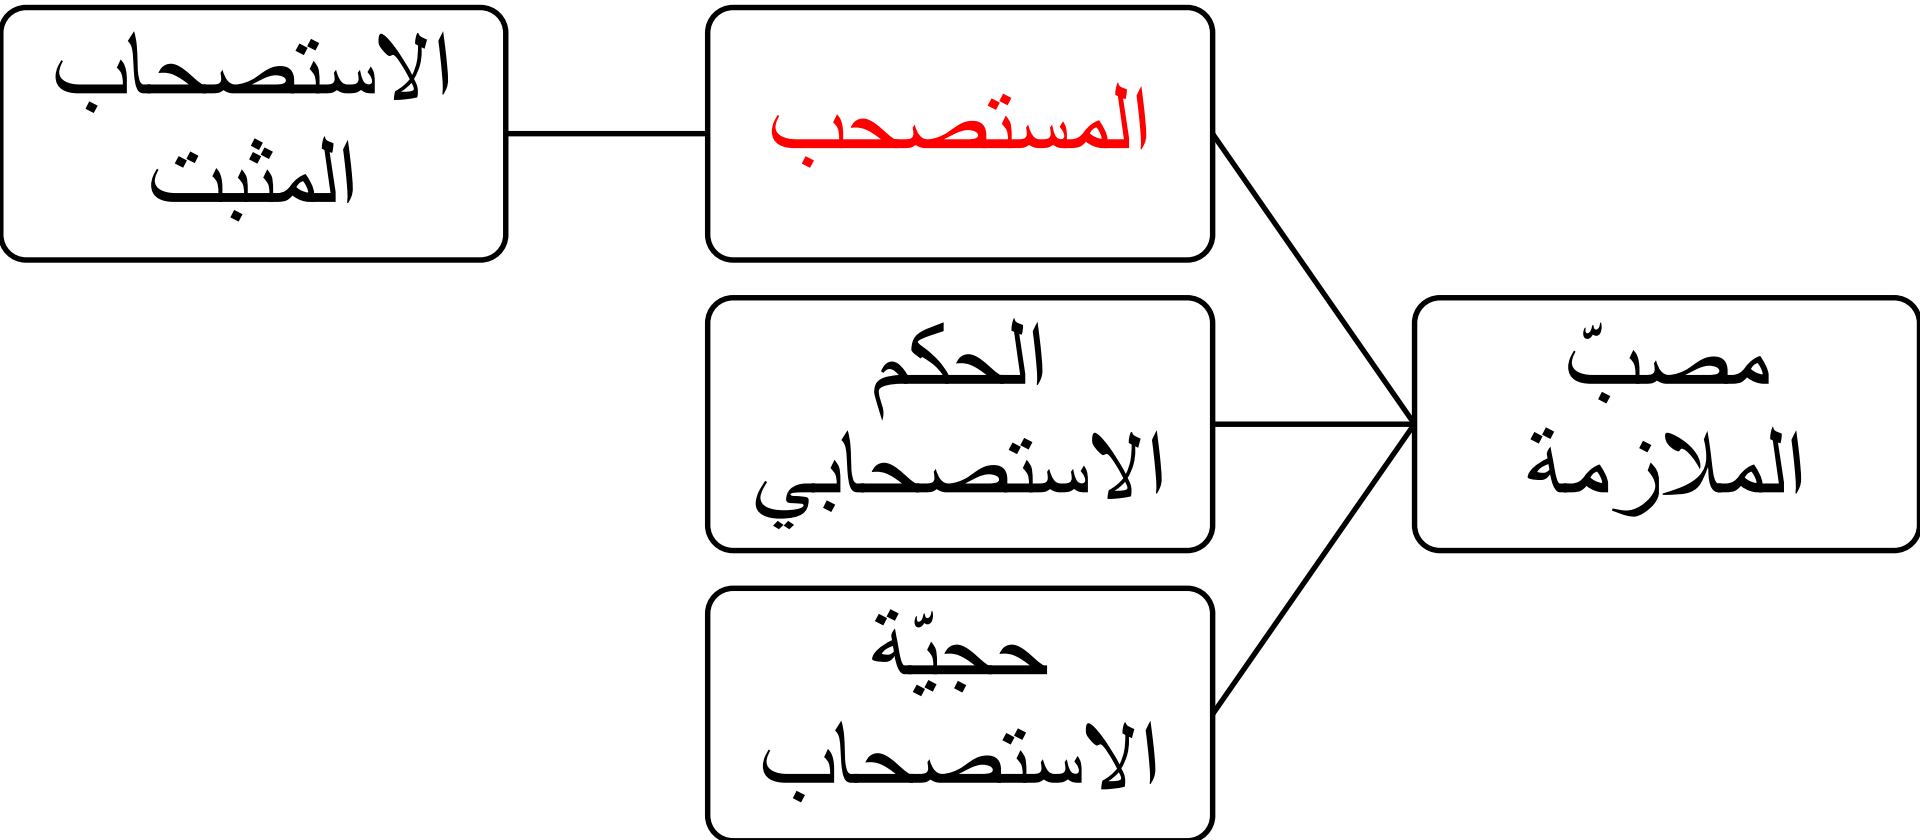 مصبّ
الملازمة
المستصحب
الاستصحاب
المثبت
الحكم
الاستصحابي
حجيّة
الاستصحاب